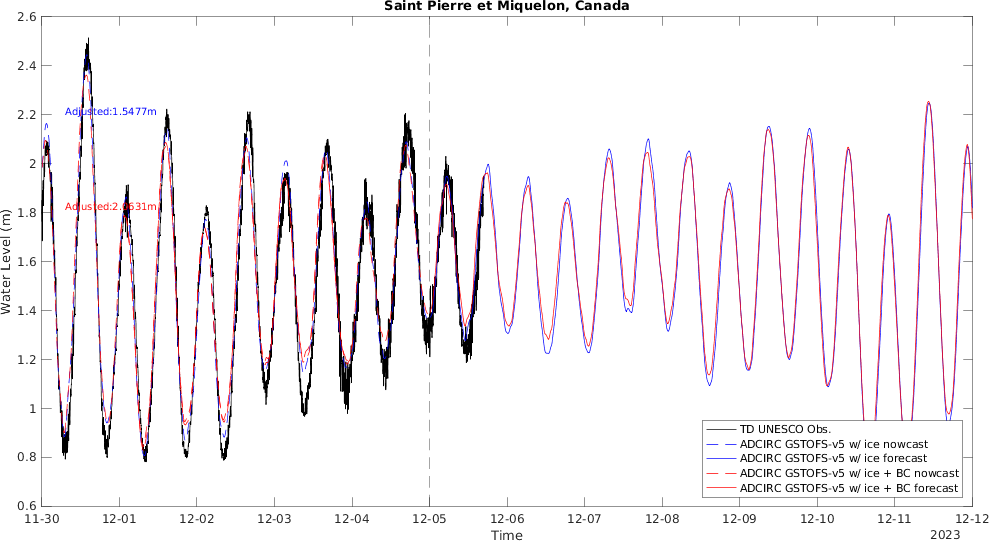 Saint Pierre et Miquelon, Canada
Water Level (m)
2.6
2.4
2.2
2
1.8
1.6
1.4
1.2
1
0.8
0.6
Adjusted:1.5477m
TD UNESCO Obs.
ADCIRC GSTOFS-v5 w/ ice nowcast
ADCIRC GSTOFS-v5 w/ ice forecast
ADCIRC GSTOFS-v5 w/ ice + BC nowcast
ADCIRC GSTOFS-v5 w/ ice + BC forecast
11-30 12-01 12-02 12-03 12-04 12-05 12-06 12-07 12-08 12-09 12-10 12-11 12-12
Time
2023